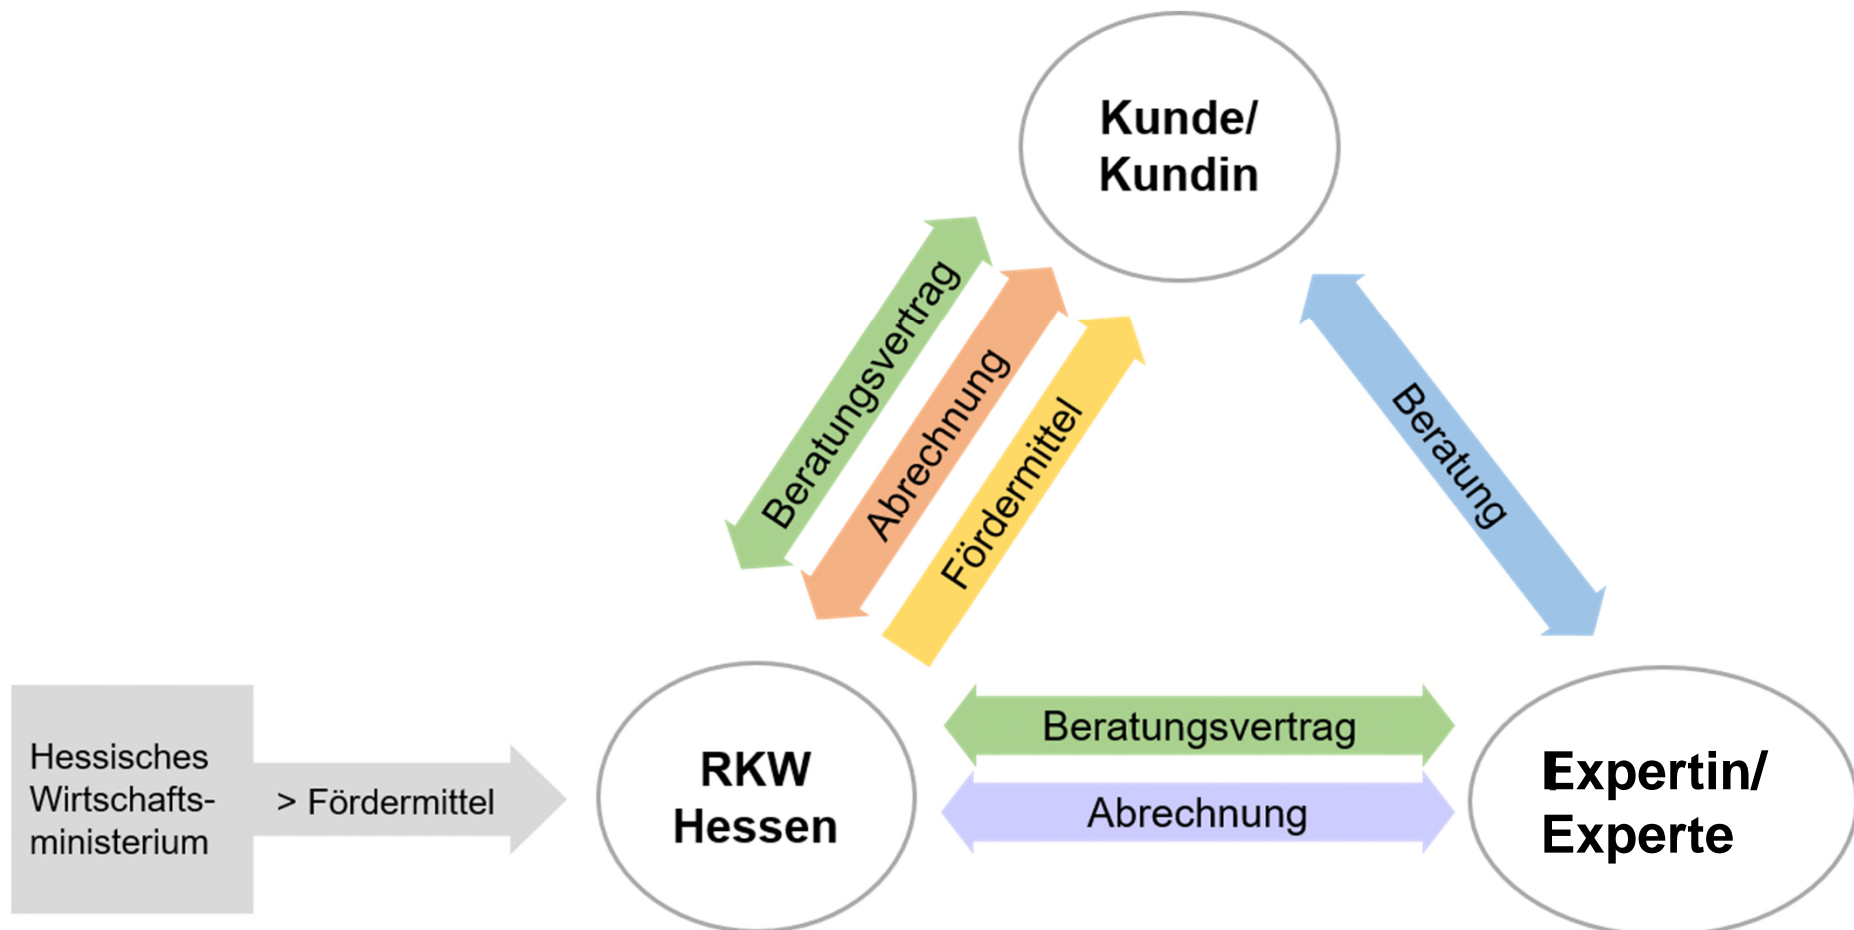 Kunde/
Kundin
Beratungsvertrag
Abrechnung
Fördermittel
Beratung
Hessisches
Wirtschafts-
ministerium
> Fördermittel
RKW
Hessen
Beratungsvertrag
Abrechnung
Expertin/
Experte